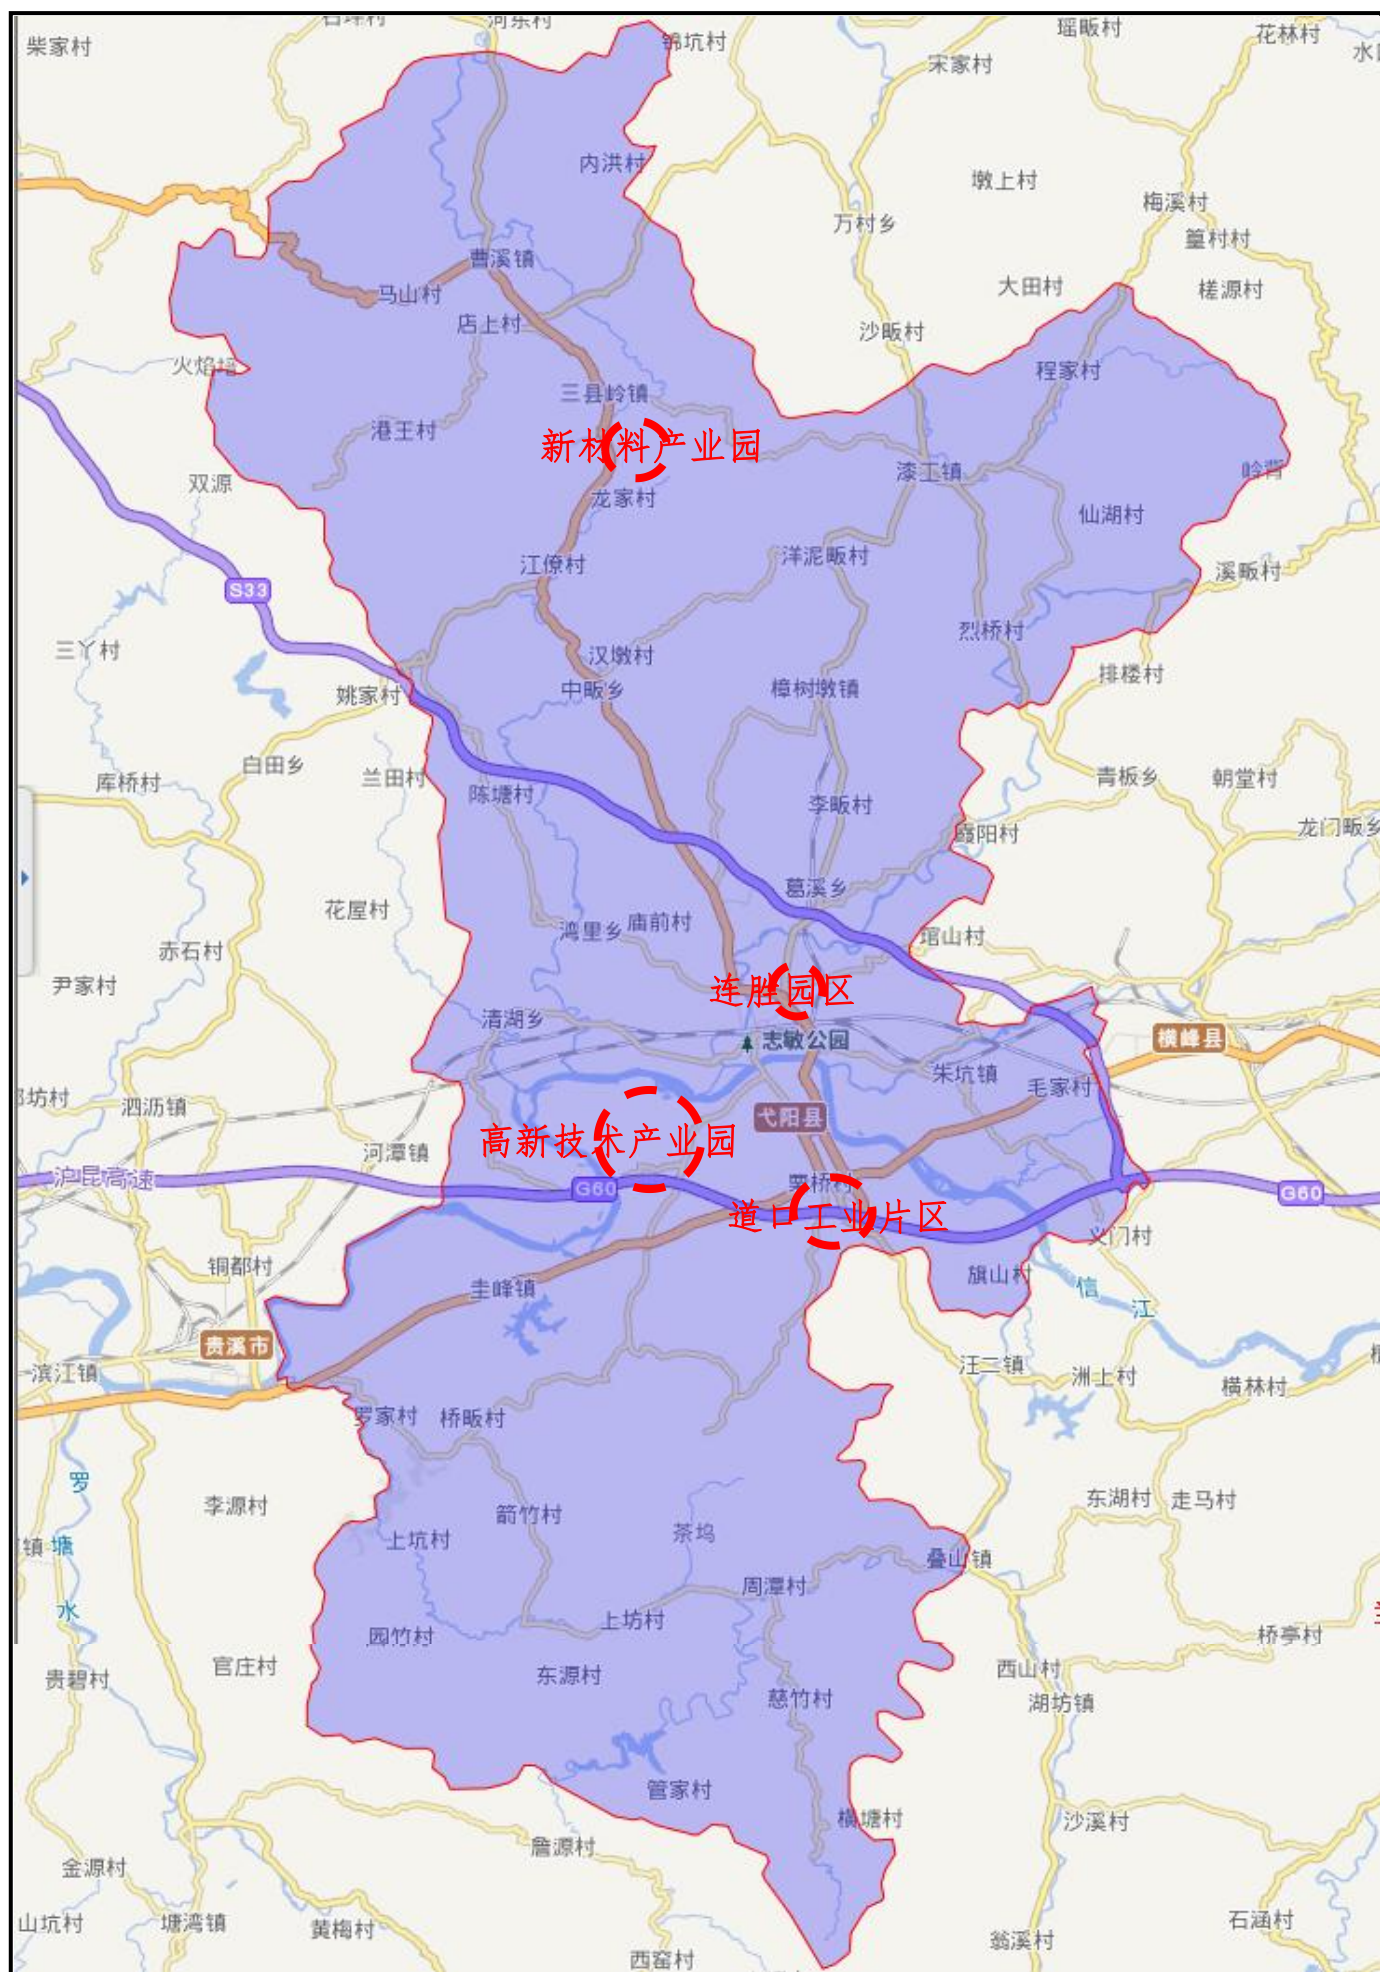 河东村
锦坑村
瑶畈村
花林村
柴家村
宋家村
内洪村
墩上村
梅溪村
万村乡
篁村村
曹溪镇
马山村
大田村
槎源村
店上村
沙畈村
火焰墙
程家村
三县岭镇
港王村
新材料产业园
双源
漆工镇
岭背
龙家村
仙湖村
江僚村
洋泥畈村
溪畈村
S33
三丫村
汉墩村
烈桥村
姚家村
中畈乡
樟树墩镇
排楼村
库桥村
白田乡
兰田村
陈塘村
李畈村
青板乡
朝堂村
霞阳村
龙门畈乡
葛溪乡
花屋村
湾里乡
庙前村
赤石村
琯山村
尹家村
连胜园区
清湖乡
志敏公园
横峰县
朱坑镇
毛家村
泗沥镇
弋阳县
高新技术产业园
河潭镇
沪昆高速
G60
栗桥村
G60
道口工业片区
义门村
铜都村
旗山村
圭峰镇
信
江
贵溪市
滨江镇
汪二镇
洲上村
横林村
罗家村
桥畈村
罗
李源村
箭竹村
东湖村
走马村
上坑村
茶坞
塘
叠山镇
周潭村
水
上坊村
园竹村
桥亭村
官庄村
东源村
西山村
贵碧村
慈竹村
湖坊镇
管家村
横塘村
沙溪村
詹源村
金源村
山坑村
塘湾镇
黄梅村
石涵村
翁溪村
西窑村